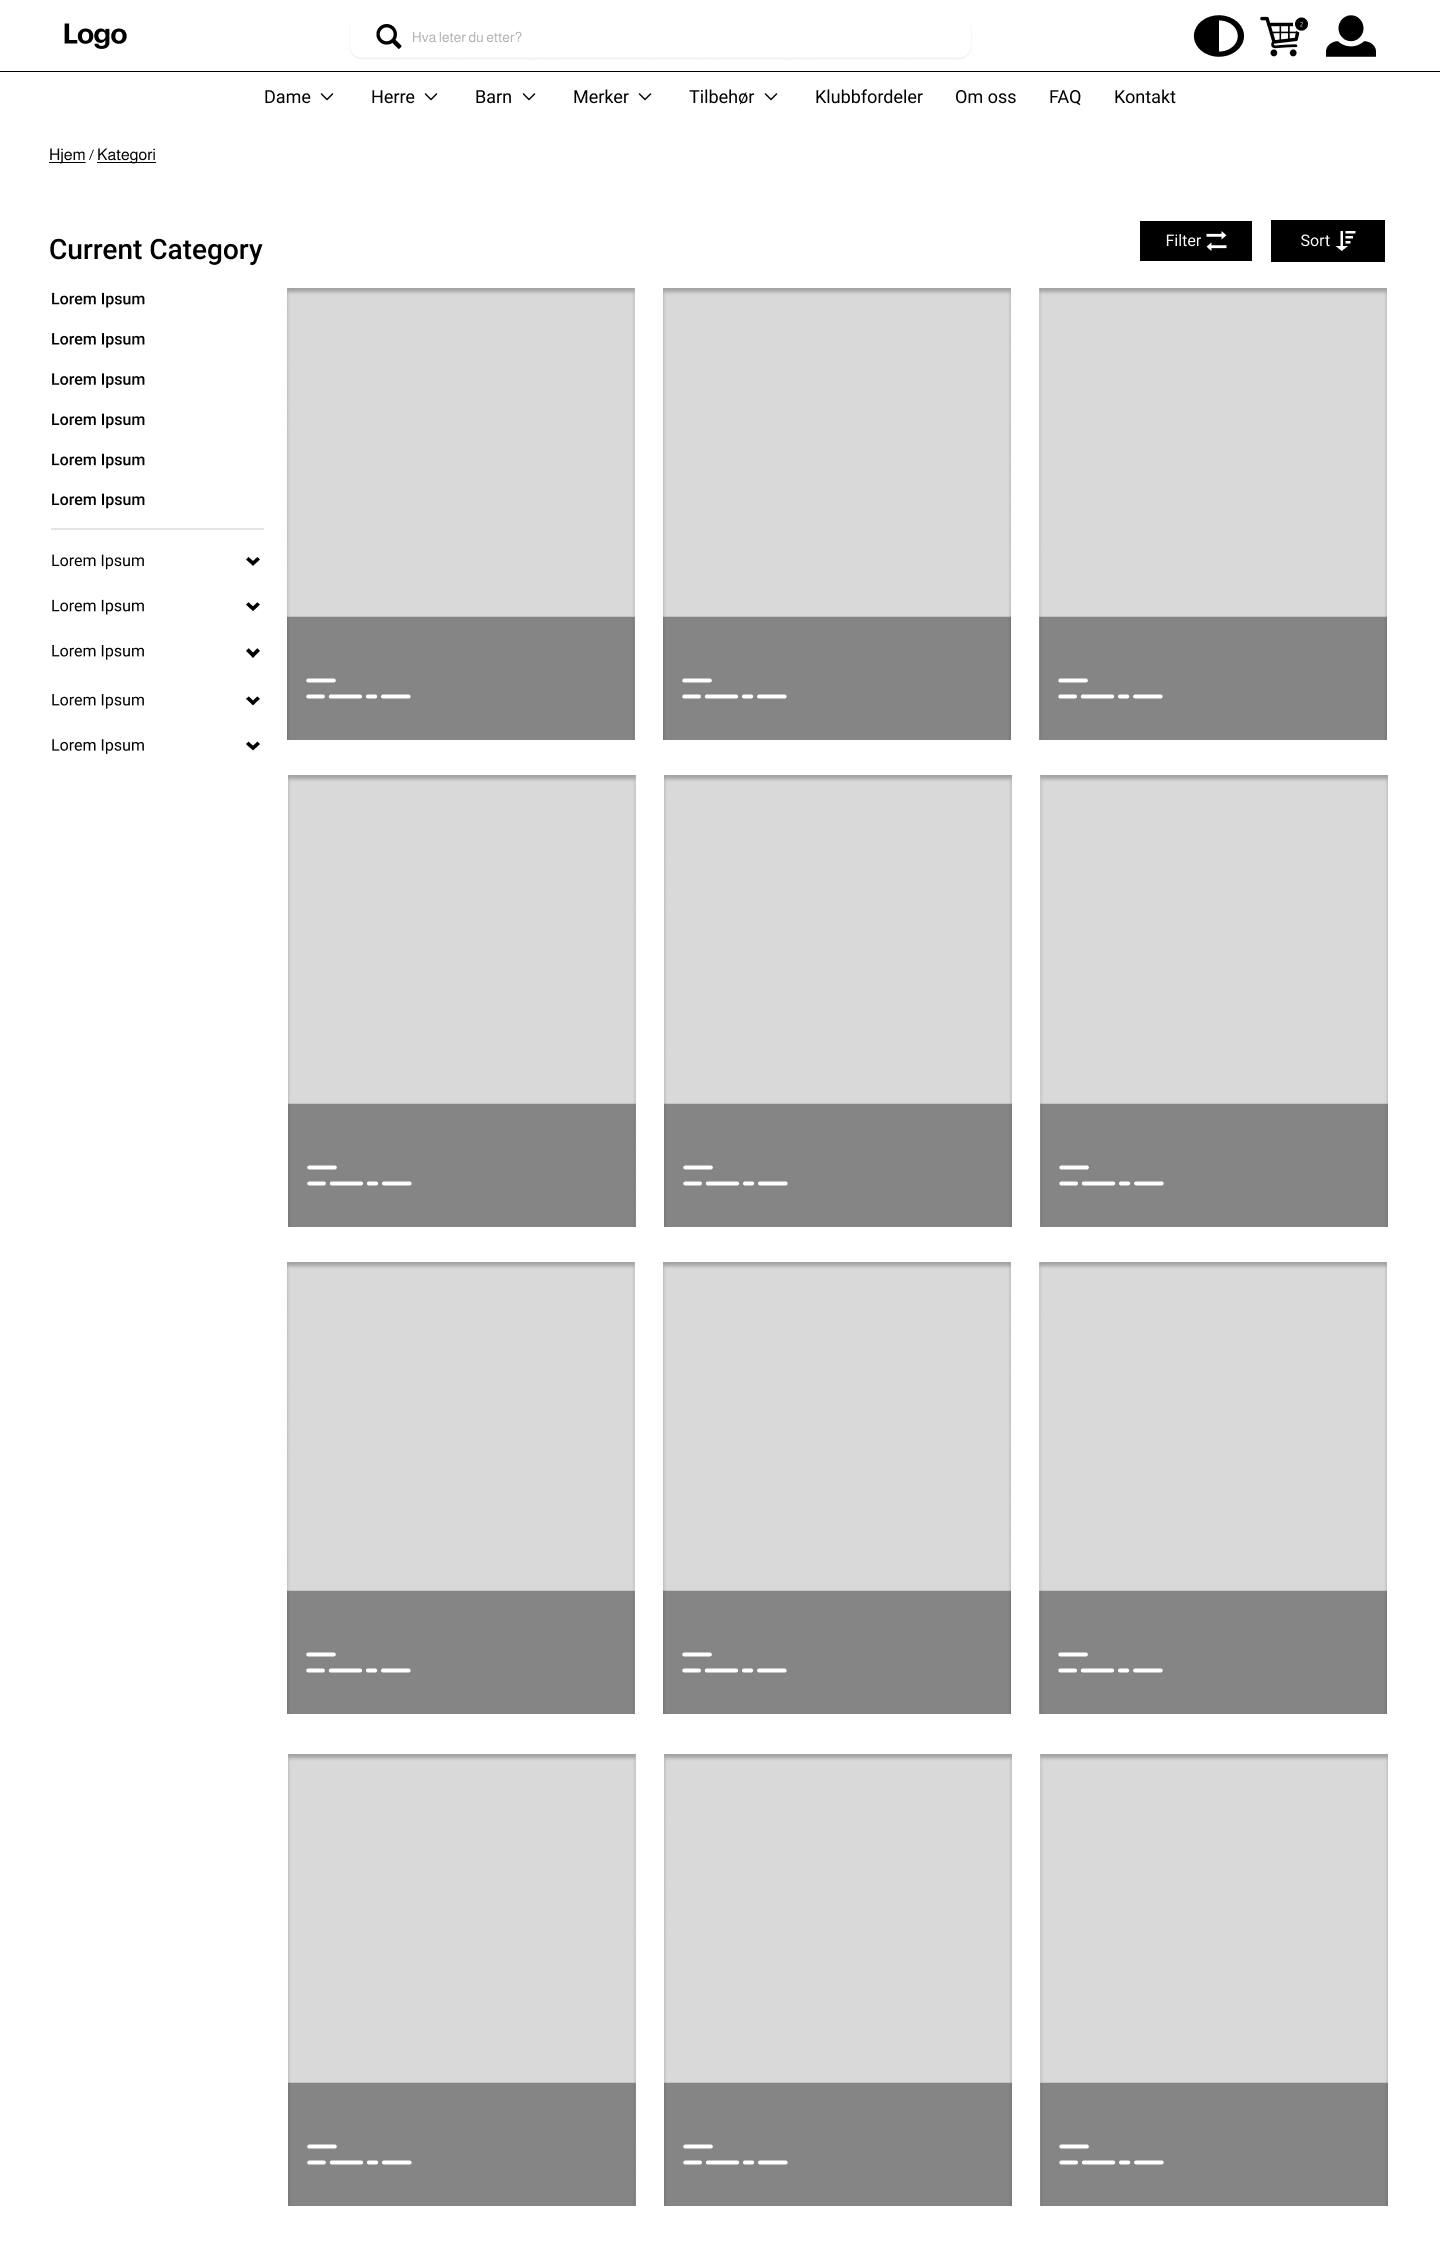 Logo
Hva leter du etter?
Dame Herre Barn Merker Tilbehør Klubbfordeler Om oss FAQ Kontakt
Hjem / Kategori
Current Category
Filter
Sort
Lorem Ipsum
Lorem Ipsum
Lorem Ipsum
Lorem Ipsum
Lorem Ipsum
Lorem Ipsum
Lorem Ipsum
Lorem Ipsum
Lorem Ipsum
Lorem Ipsum
Lorem Ipsum